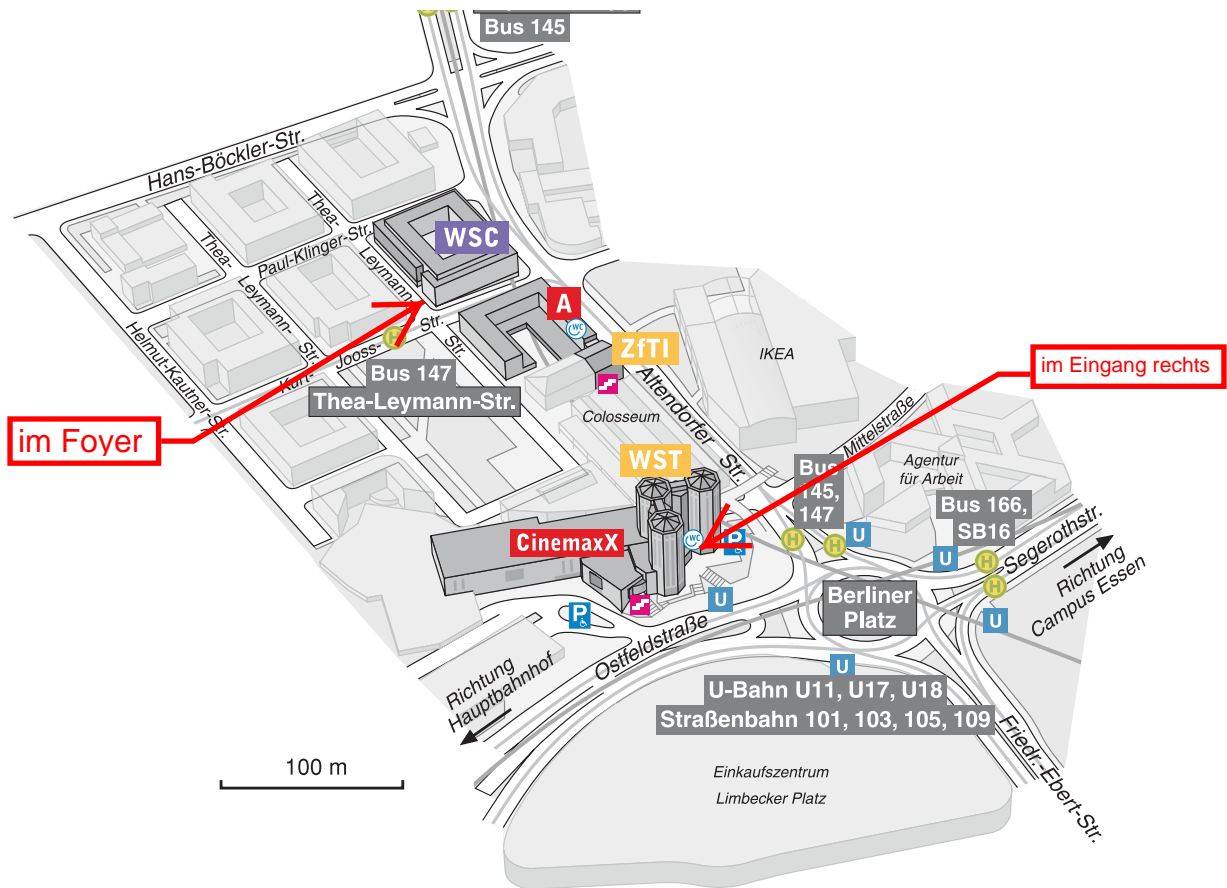 Bus 145
Hans-Böckler-Str.
Thea-
Leymann-
Str.
Paul-Klinger-Str.
WSC
Thea-
Leymann-
Str.
Helmut-Kautner-Str.
Kurt-
Jooss-
Str.
A
WC
ZfTI
IKEA
H
Bus 147
Thea-Leymann-Str.
im Foyer
im Eingang rechts
Colosseum
Altendorfer Str.
Mittelstraße
WST
Agentur
für Arbeit
Bus
145,
147
Bus 166,
SB16
CinemaxX
WC
P
H
H
U
U
H
H
Segerothstr.
Richtung
Campus Essen
P
U
Berliner
Platz
U
Ostfeldstraße
U
Richtung
Hauptbahnhof
U-Bahn U11, U17, U18
Straßenbahn 101, 103, 105, 109
Friedr.-Ebert-Str.
100 m
Einkaufszentrum
Limbecker Platz